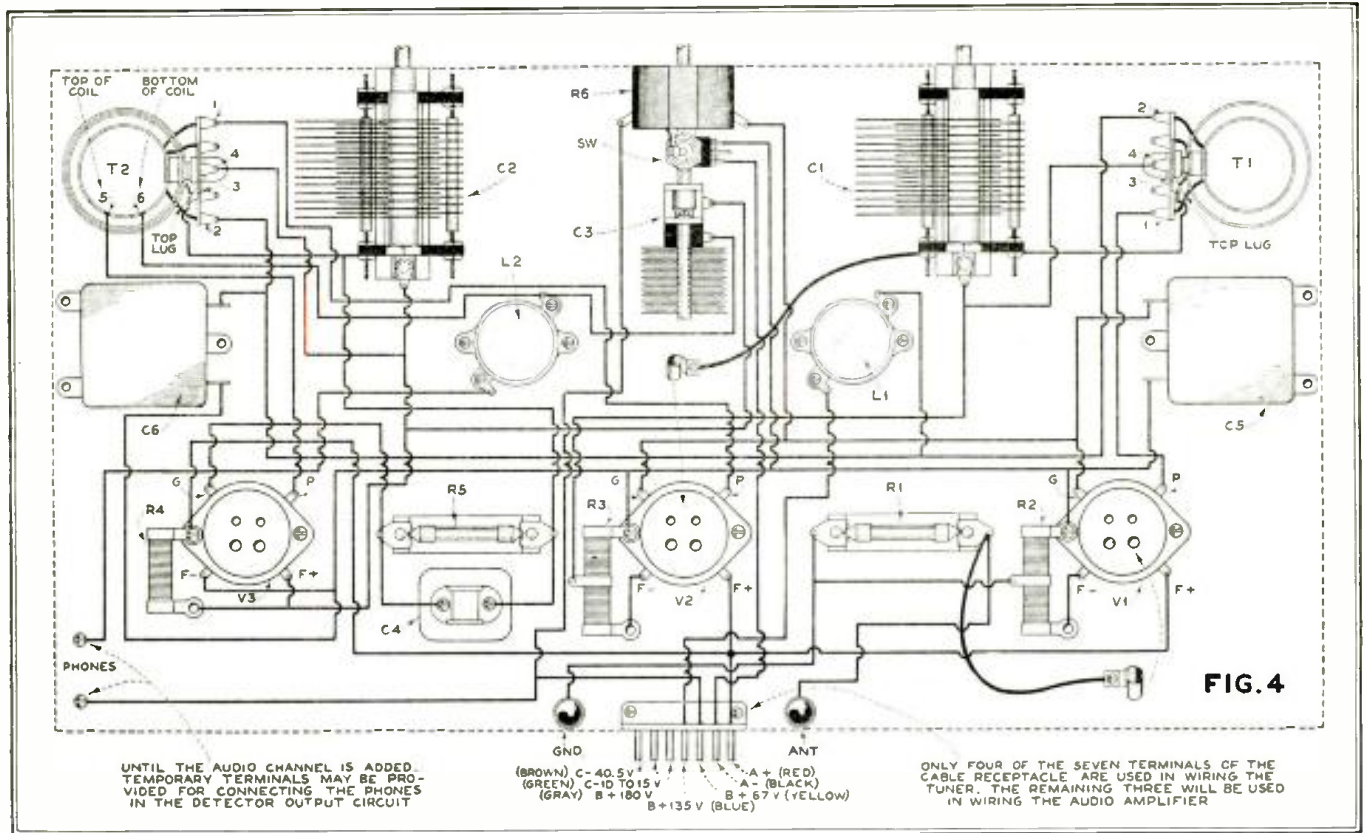 TOP OF
COIL
BOTTOM
OF COIL
1
T2
4
3
5
6
2
TOP
LUG
C2
R6
SW
C3
C1
2
4
3
1
T1
TOP LUG
L2
L1
C6
C5
G
P
R4
F-
F+
V3
R5
C4
G
P
R3
F-
F+
V2
R1
G
P
R2
F-
F+
V1
PHONES
FIG. 4
GND
ANT
UNTIL THE AUDIO CHANNEL IS ADDED
TEMPORARY TERMINALS MAY BE PRO-
VIDED FOR CONNECTING THE PHONES
IN THE DETECTOR OUTPUT CIRCUIT
(BROWN) C-40.5V
(GREEN) C-10 TO 15V
(GRAY) B+180V
B+135V (BLUE)
A+ (RED)
A- (BLACK)
B+67V (YELLOW)
ONLY FOUR OF THE SEVEN TERMINALS OF THE
CABLE RECEPTACLE ARE USED IN WIRING THE
TUNER. THE REMAINING THREE WILL BE USED
IN WIRING THE AUDIO AMPLIFIER